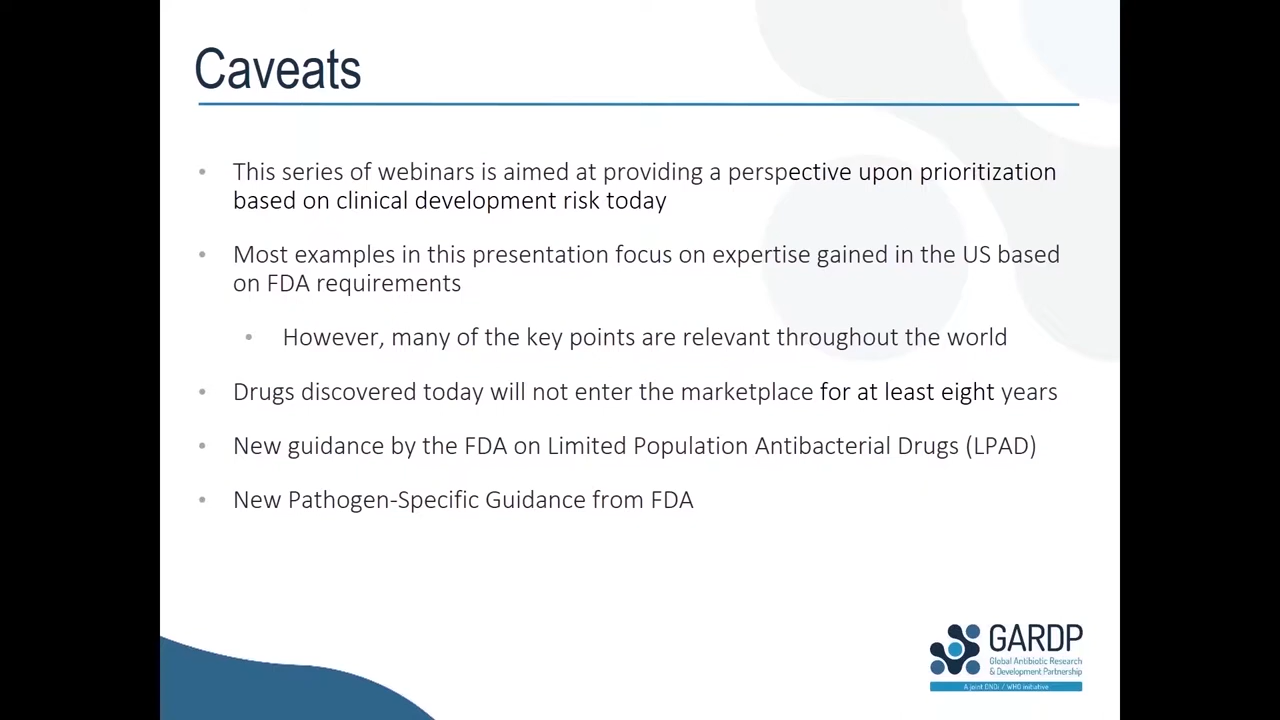 Caveats
• This series of webinars is aimed at providing a perspective upon prioritization
based on clinical development risk today
• Most examples in this presentation focus on expertise gained in the US based
on FDA requirements
• However, many of the key points are relevant throughout the world
• Drugs discovered today will not enter the marketplace for at least eight years
• New guidance by the FDA on Limited Population Antibacterial Drugs (LPAD)
• New Pathogen-Specific Guidance from FDA
GARDP
Global Antibiotic Research
& Development Partnership
A joint DNDi / WHO initiative